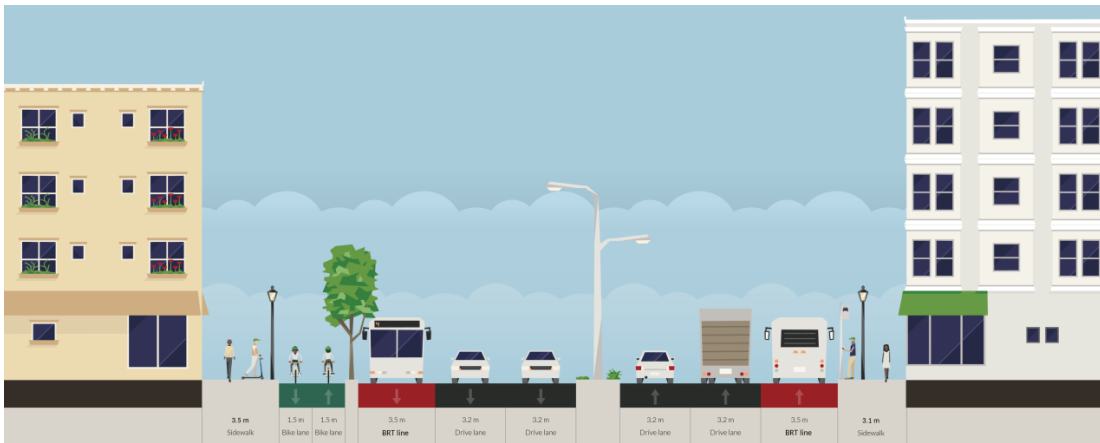 3.5 m
Sidewalk
1.5 m
Bike lane
1.5 m
Bike lane
3.5 m
BRT line
3.2 m
Drive lane
3.2 m
Drive lane
3.2 m
Drive lane
3.2 m
Drive lane
3.5 m
BRT line
3.1 m
Sidewalk